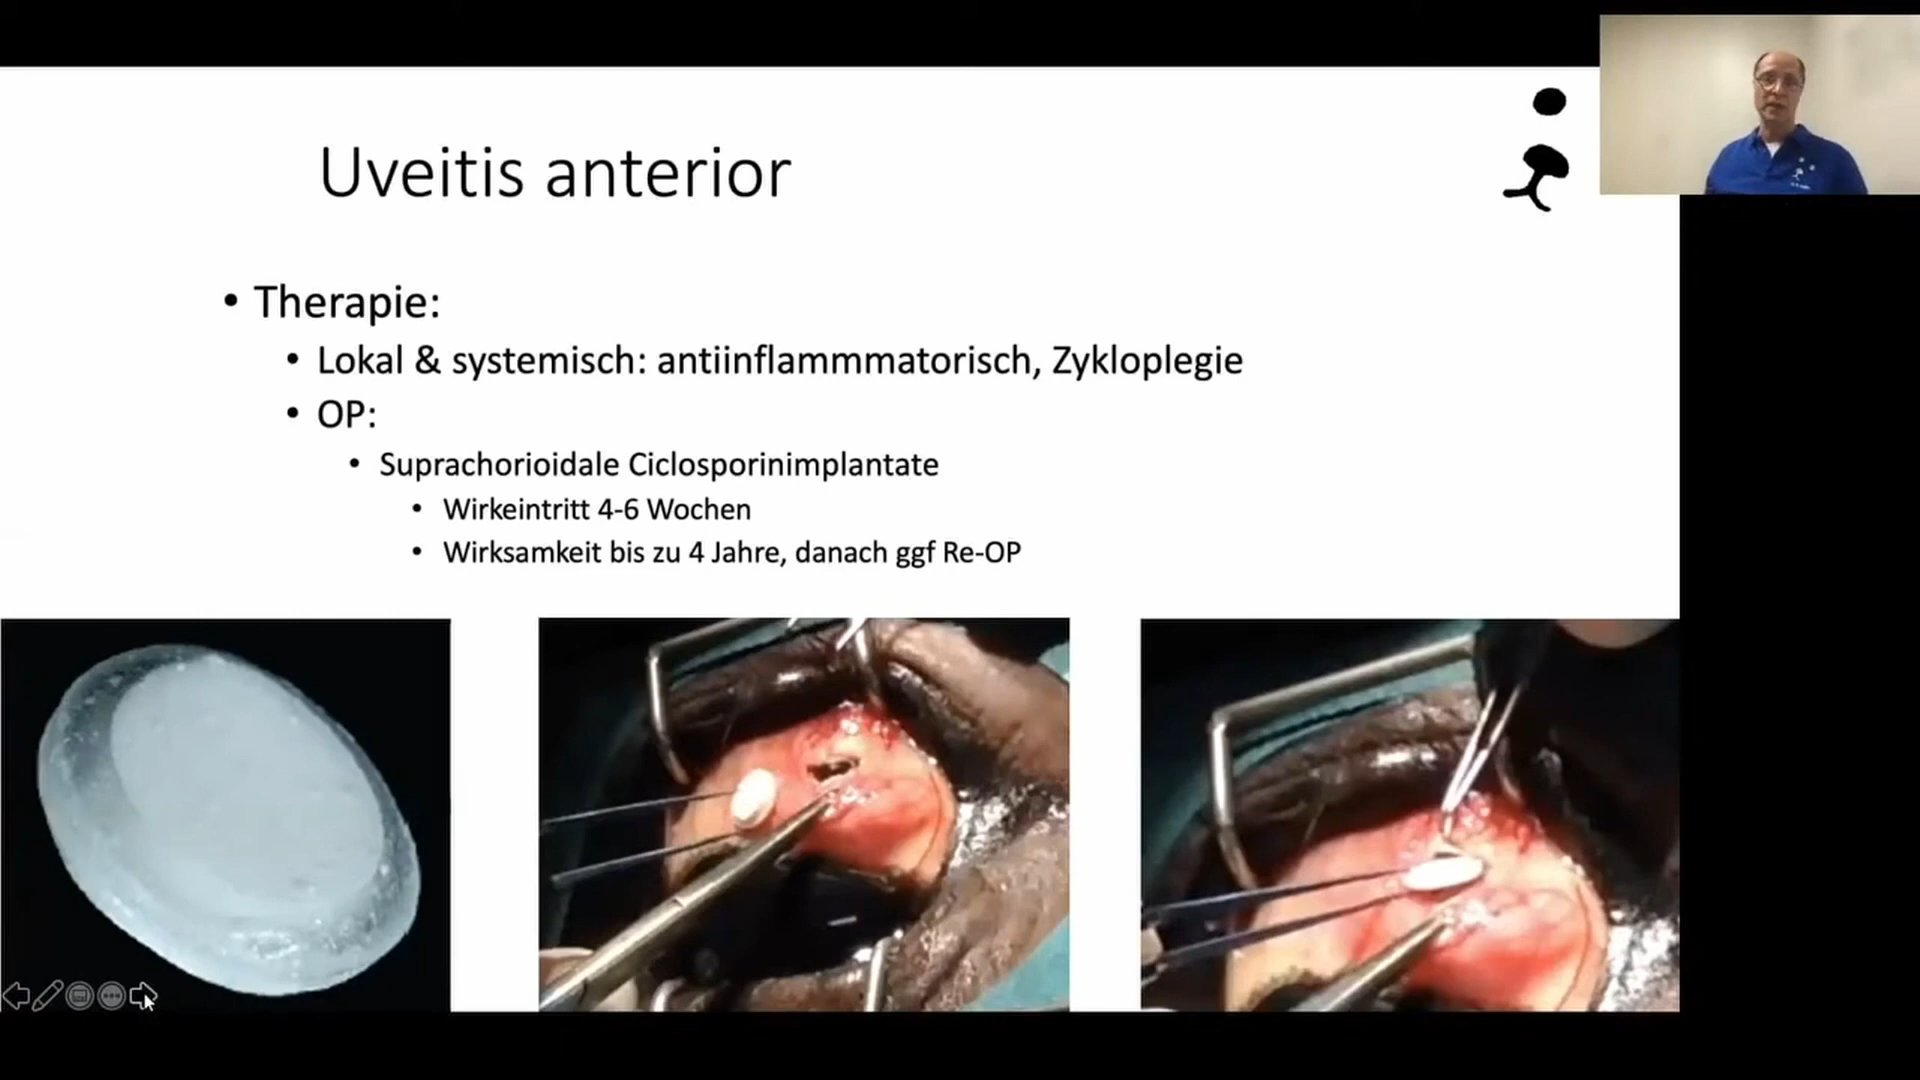 Uveitis anterior
• Therapie:
• Lokal & systemisch: antiinflammmatorisch, Zykloplegie
• OP:
• Suprachorioidale Ciclosporinimplantate
• Wirkeintritt 4-6 Wochen
• Wirksamkeit bis zu 4 Jahre, danach ggf Re-OP